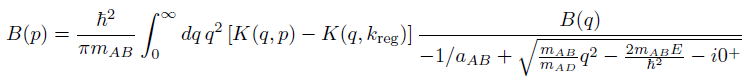 $$B(p) = \frac{\hbar^2}{\pi m_{AB}} \int_0^\infty dq\, q^2 \left[K(q,p) - K(q,k_{\text{reg}})\right] \frac{B(q)}{-1/a_{AB} + \sqrt{\frac{m_{AB}}{m_{AD}} q^2 - \frac{2 m_{AB} E}{\hbar^2} - i0^+}}$$